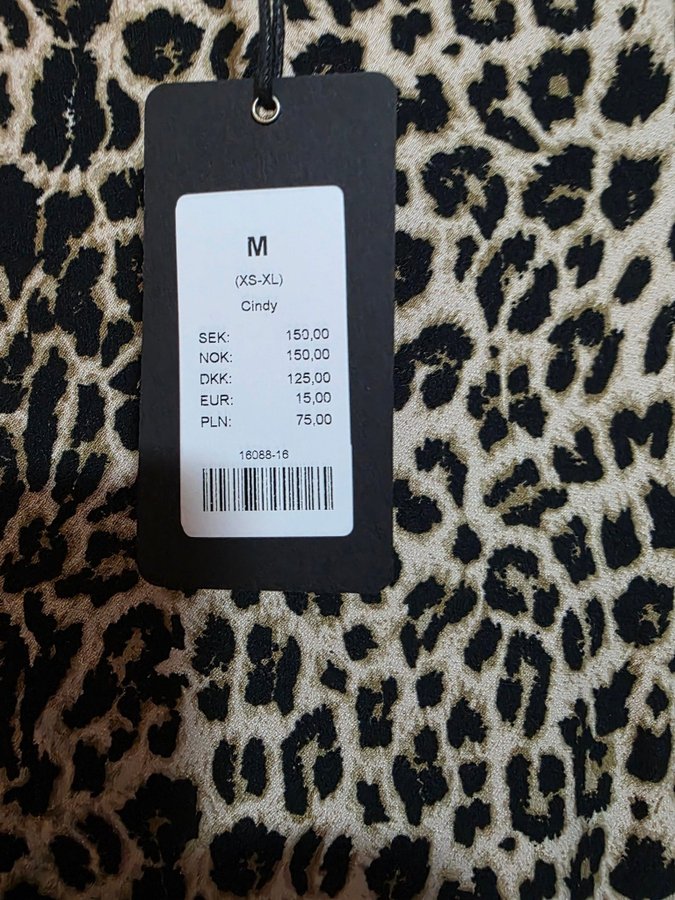 M
(XS-XL)
Cindy
SEK: 150,00
NOK: 150,00
DKK: 125,00
EUR: 15,00
PLN: 75,00
16088-16